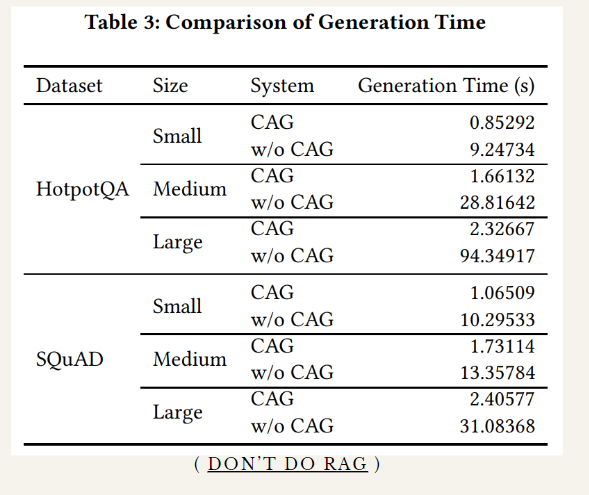 Table 3: Comparison of Generation Time
Dataset Size System Generation Time (s)
HotpotQA Small CAG 0.85292
w/o CAG 9.24734
Medium CAG 1.66132
w/o CAG 28.81642
Large CAG 2.32667
w/o CAG 94.34917
SQuAD Small CAG 1.06509
w/o CAG 10.29533
Medium CAG 1.73114
w/o CAG 13.35784
Large CAG 2.40577
w/o CAG 31.08368
( DON'T DO RAG )